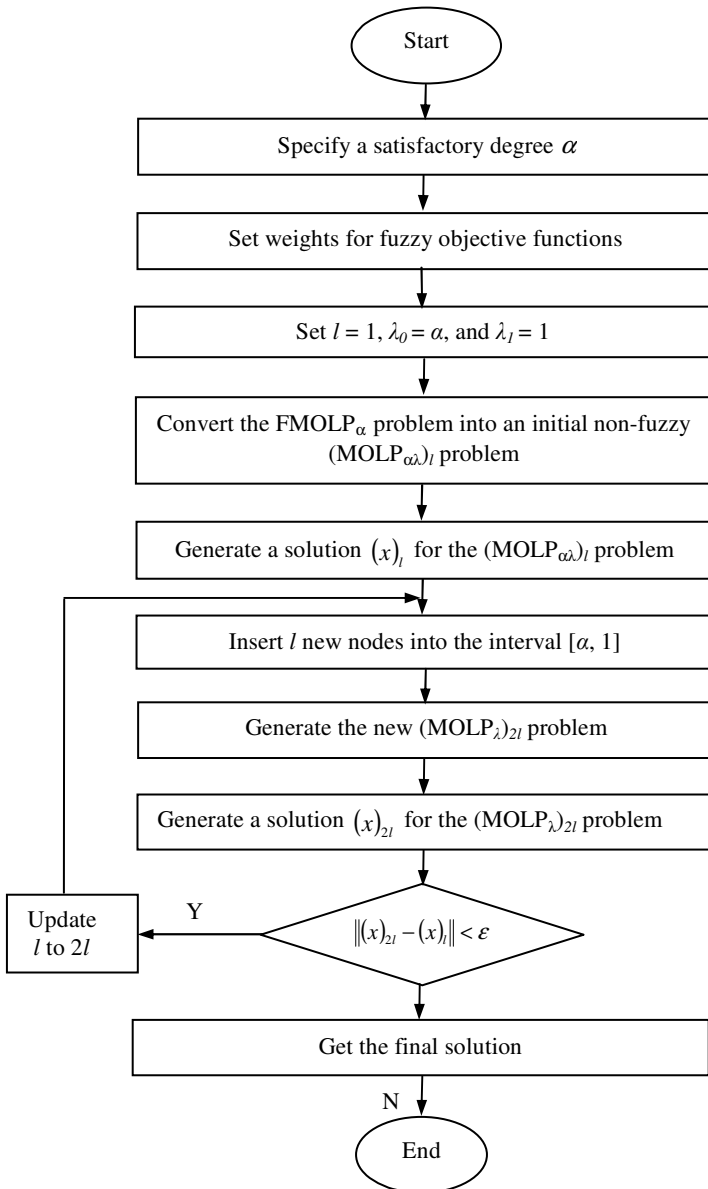 Start
Specify a satisfactory degree α
Set weights for fuzzy objective functions
Set l = 1, λ₀ = α, and λ₁ = 1
Convert the FMOLPα problem into an initial non-fuzzy
(MOLPαλ)l problem
Generate a solution (x)l for the (MOLPαλ)l problem
Insert l new nodes into the interval [α, 1]
Generate the new (MOLPλ)2l problem
Generate a solution (x)2l for the (MOLPλ)2l problem
Update
l to 2l
Y
‖(x)2l − (x)l‖ < ε
Get the final solution
N
End